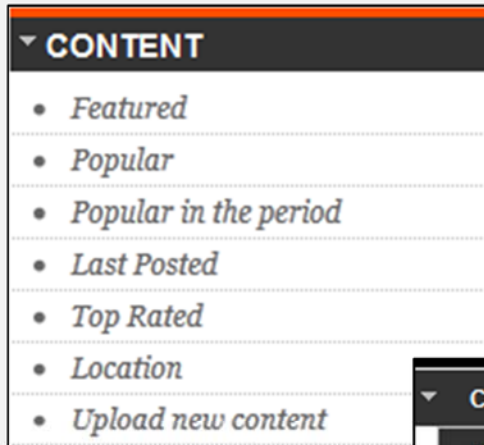 CONTENT
Featured
Popular
Popular in the period
Last Posted
Top Rated
Location
Upload new content